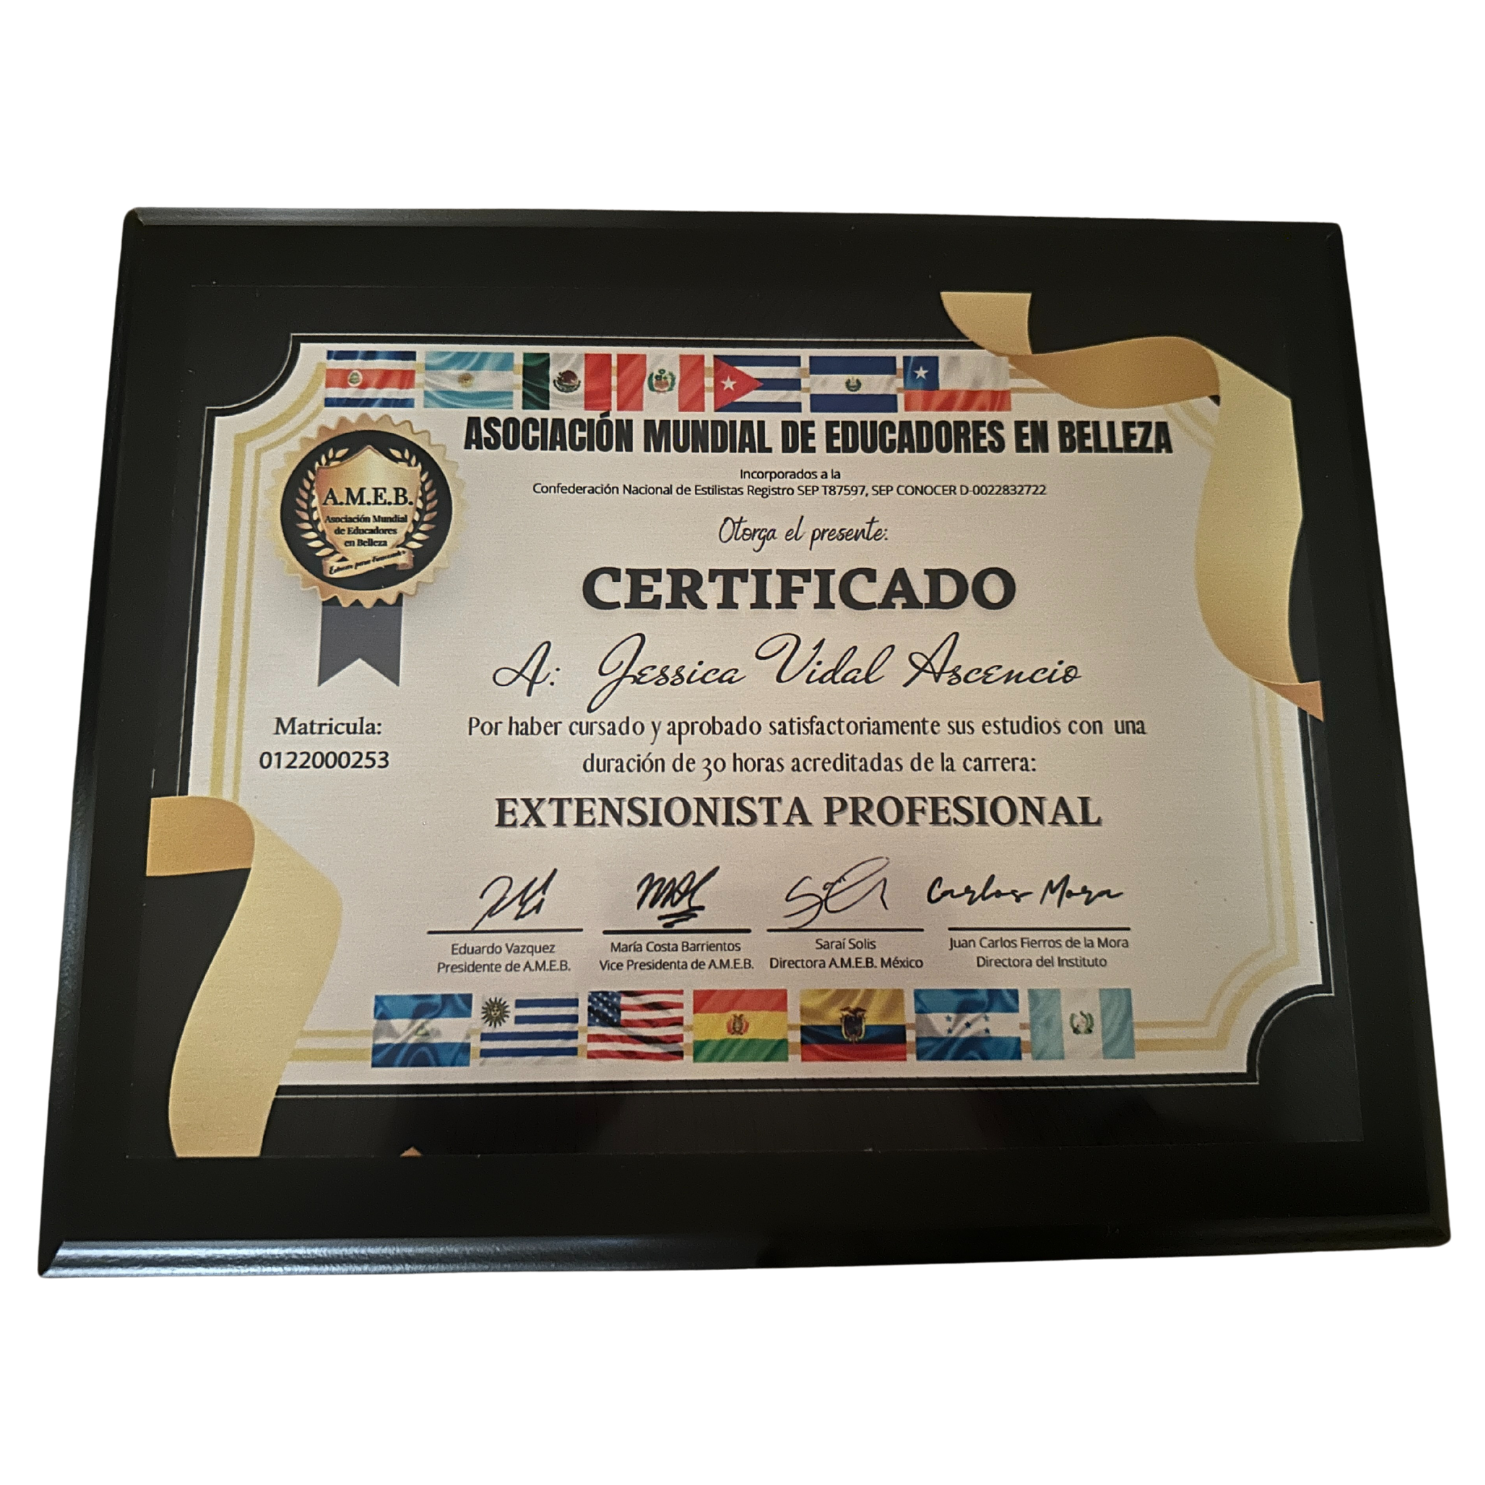 ASOCIACIÓN MUNDIAL DE EDUCADORES EN BELLEZA
Incorporados a la
Confederación Nacional de Estilistas Registro SEP T87597, SEP CONOCER D-0022832722
A.M.E.B.
Asociación Mundial
de Educadores
en Belleza
Otorga el presente:
CERTIFICADO
A: Jessica Vidal Ascencio
Matricula:
0122000253
Por haber cursado y aprobado satisfactoriamente sus estudios con una
duración de 30 horas acreditadas de la carrera:
EXTENSIONISTA PROFESIONAL
Carlos Mora
Eduardo Vazquez
Presidente de A.M.E.B.
María Costa Barrientos
Vice Presidenta de A.M.E.B.
Saraí Solis
Directora A.M.E.B. México
Juan Carlos Fierros de la Mora
Directora del Instituto